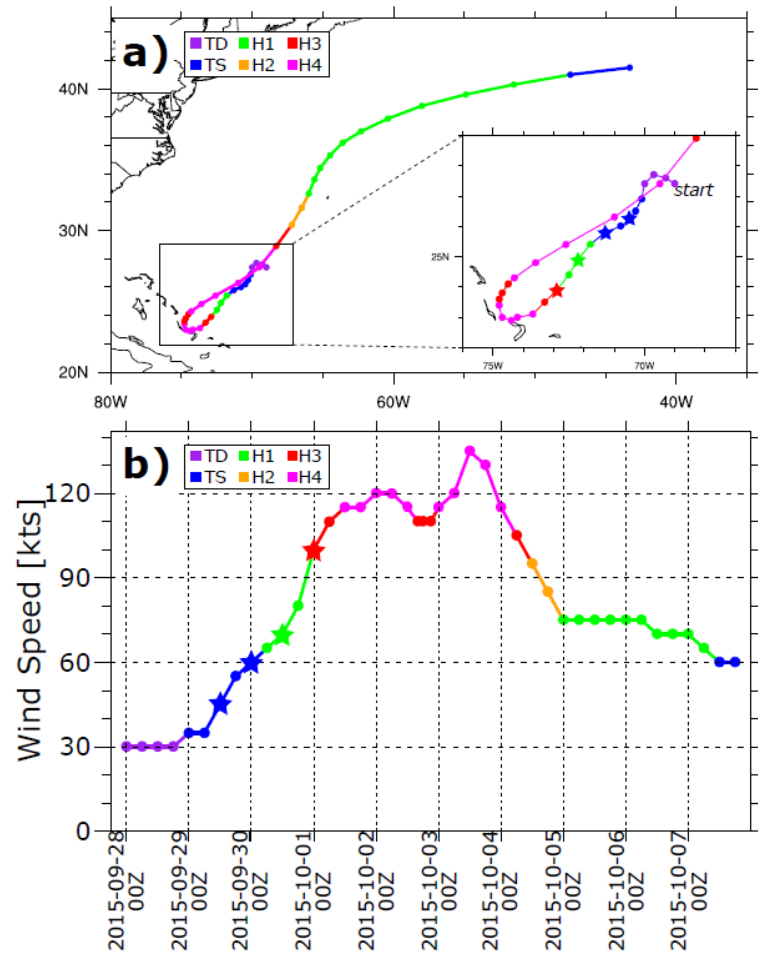 a)
TD H1 H3
TS H2 H4
40N
30N
20N
80W
60W
40W
start
25N
75W
70W
b)
TD H1 H3
TS H2 H4
Wind Speed [kts]
120
90
60
30
0
2015-09-28
00Z
2015-09-29
00Z
2015-09-30
00Z
2015-10-01
00Z
2015-10-02
00Z
2015-10-03
00Z
2015-10-04
00Z
2015-10-05
00Z
2015-10-06
00Z
2015-10-07
00Z